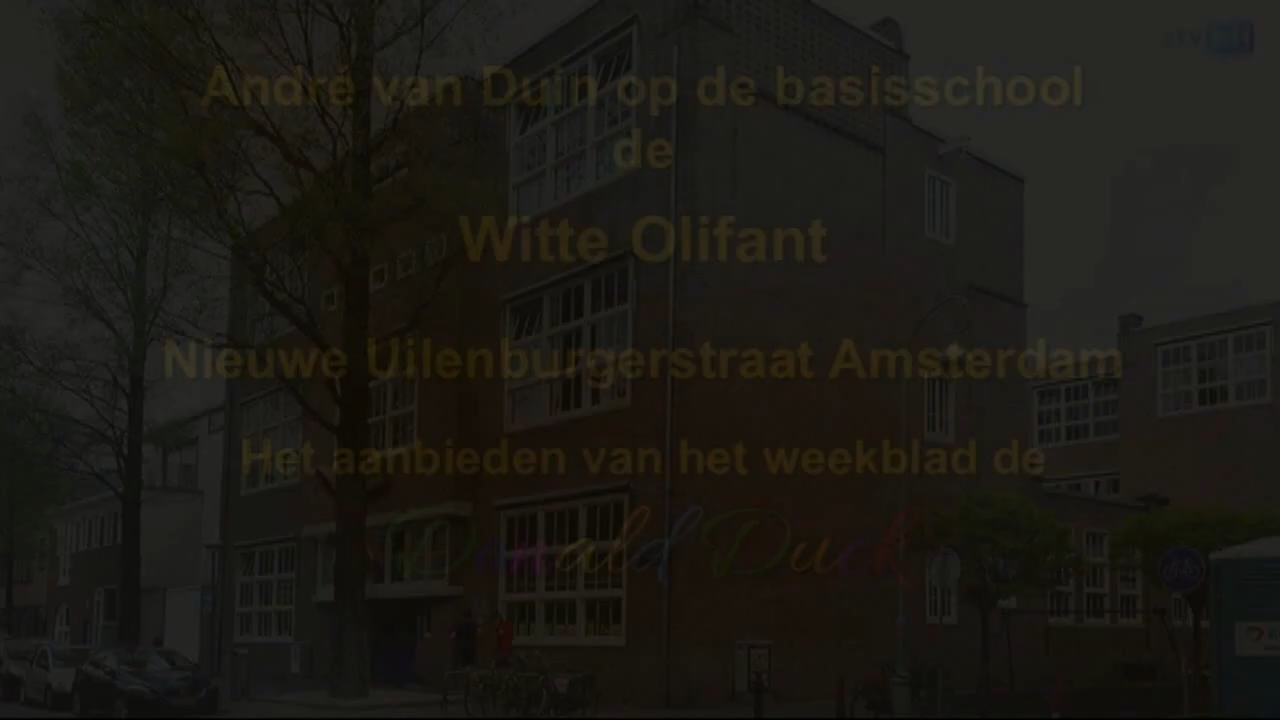 André van Duin op de basisschool
de
Witte Olifant
Nieuwe Uilenburgerstraat Amsterdam
Het aanbieden van het weekblad de
Donald Duck